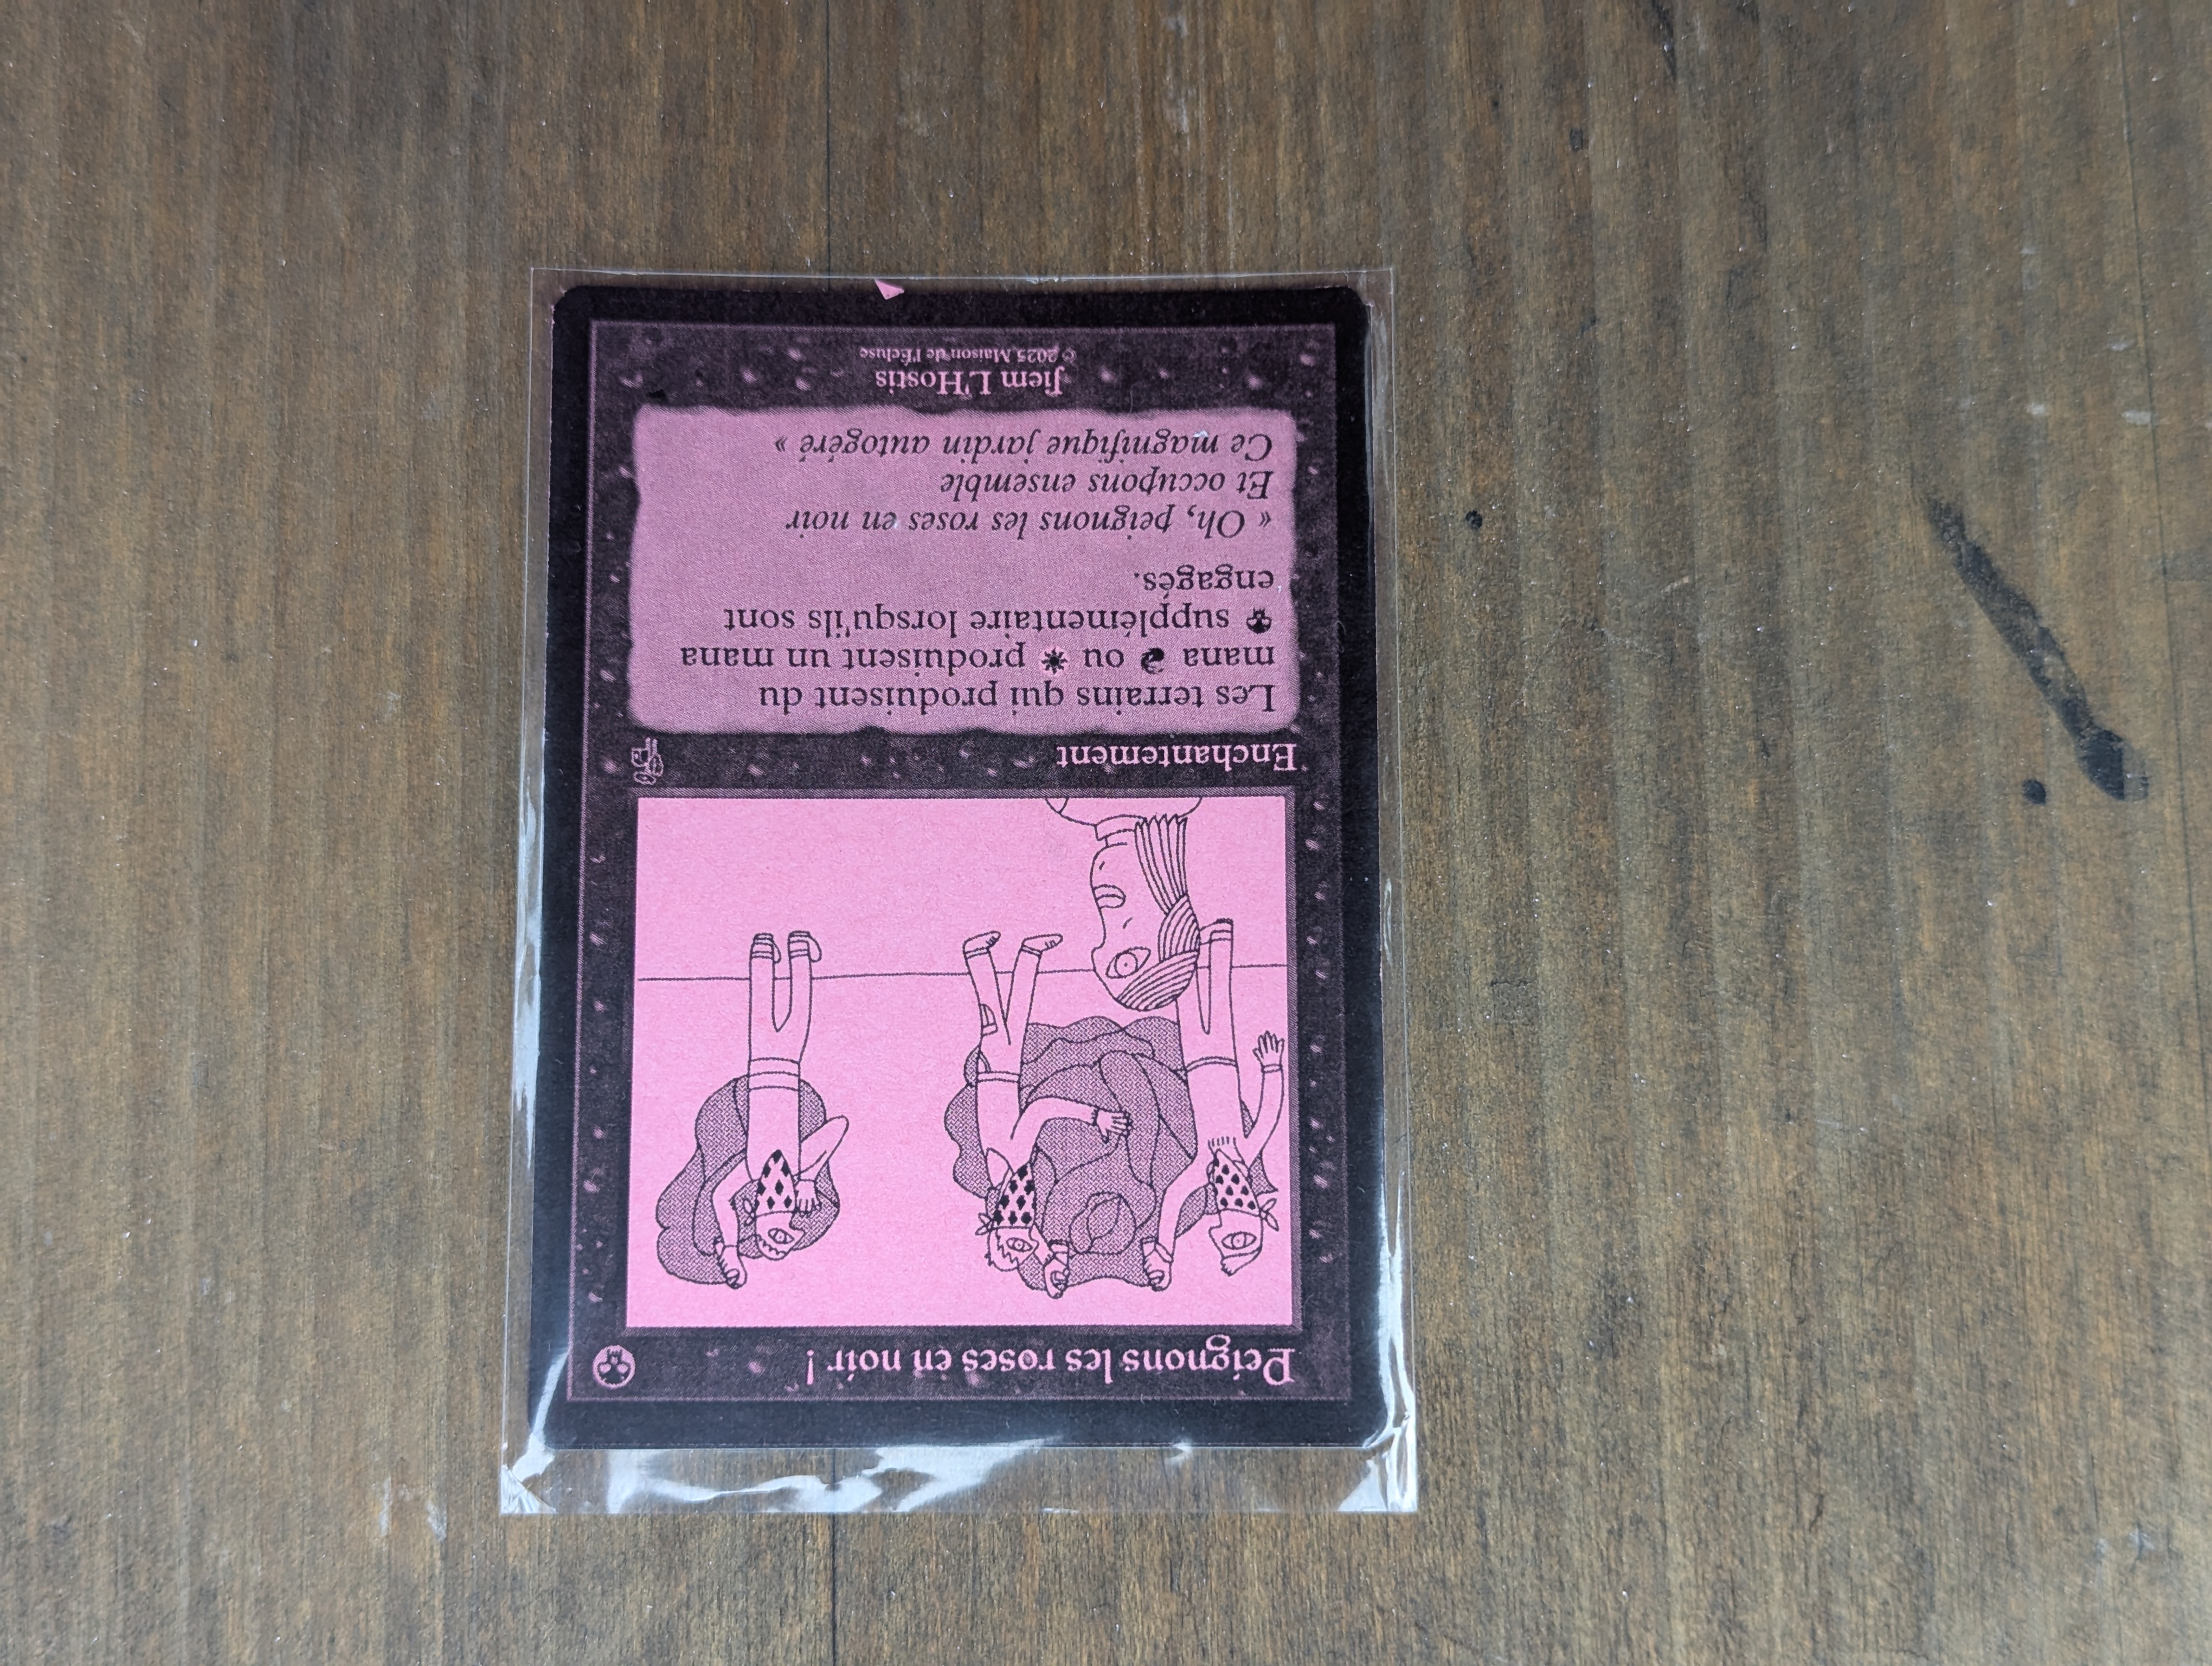 Peignons les roses en noir !
Enchantement
Les terrains qui produisent du
mana ou produisent un mana
supplémentaire lorsqu'ils sont
engagés.
« Oh, peignons les roses en noir
Et occupons ensemble
Ce magnifique jardin autogéré »
Jiem L'Hostis
© 2025 Maison de l'Écluse